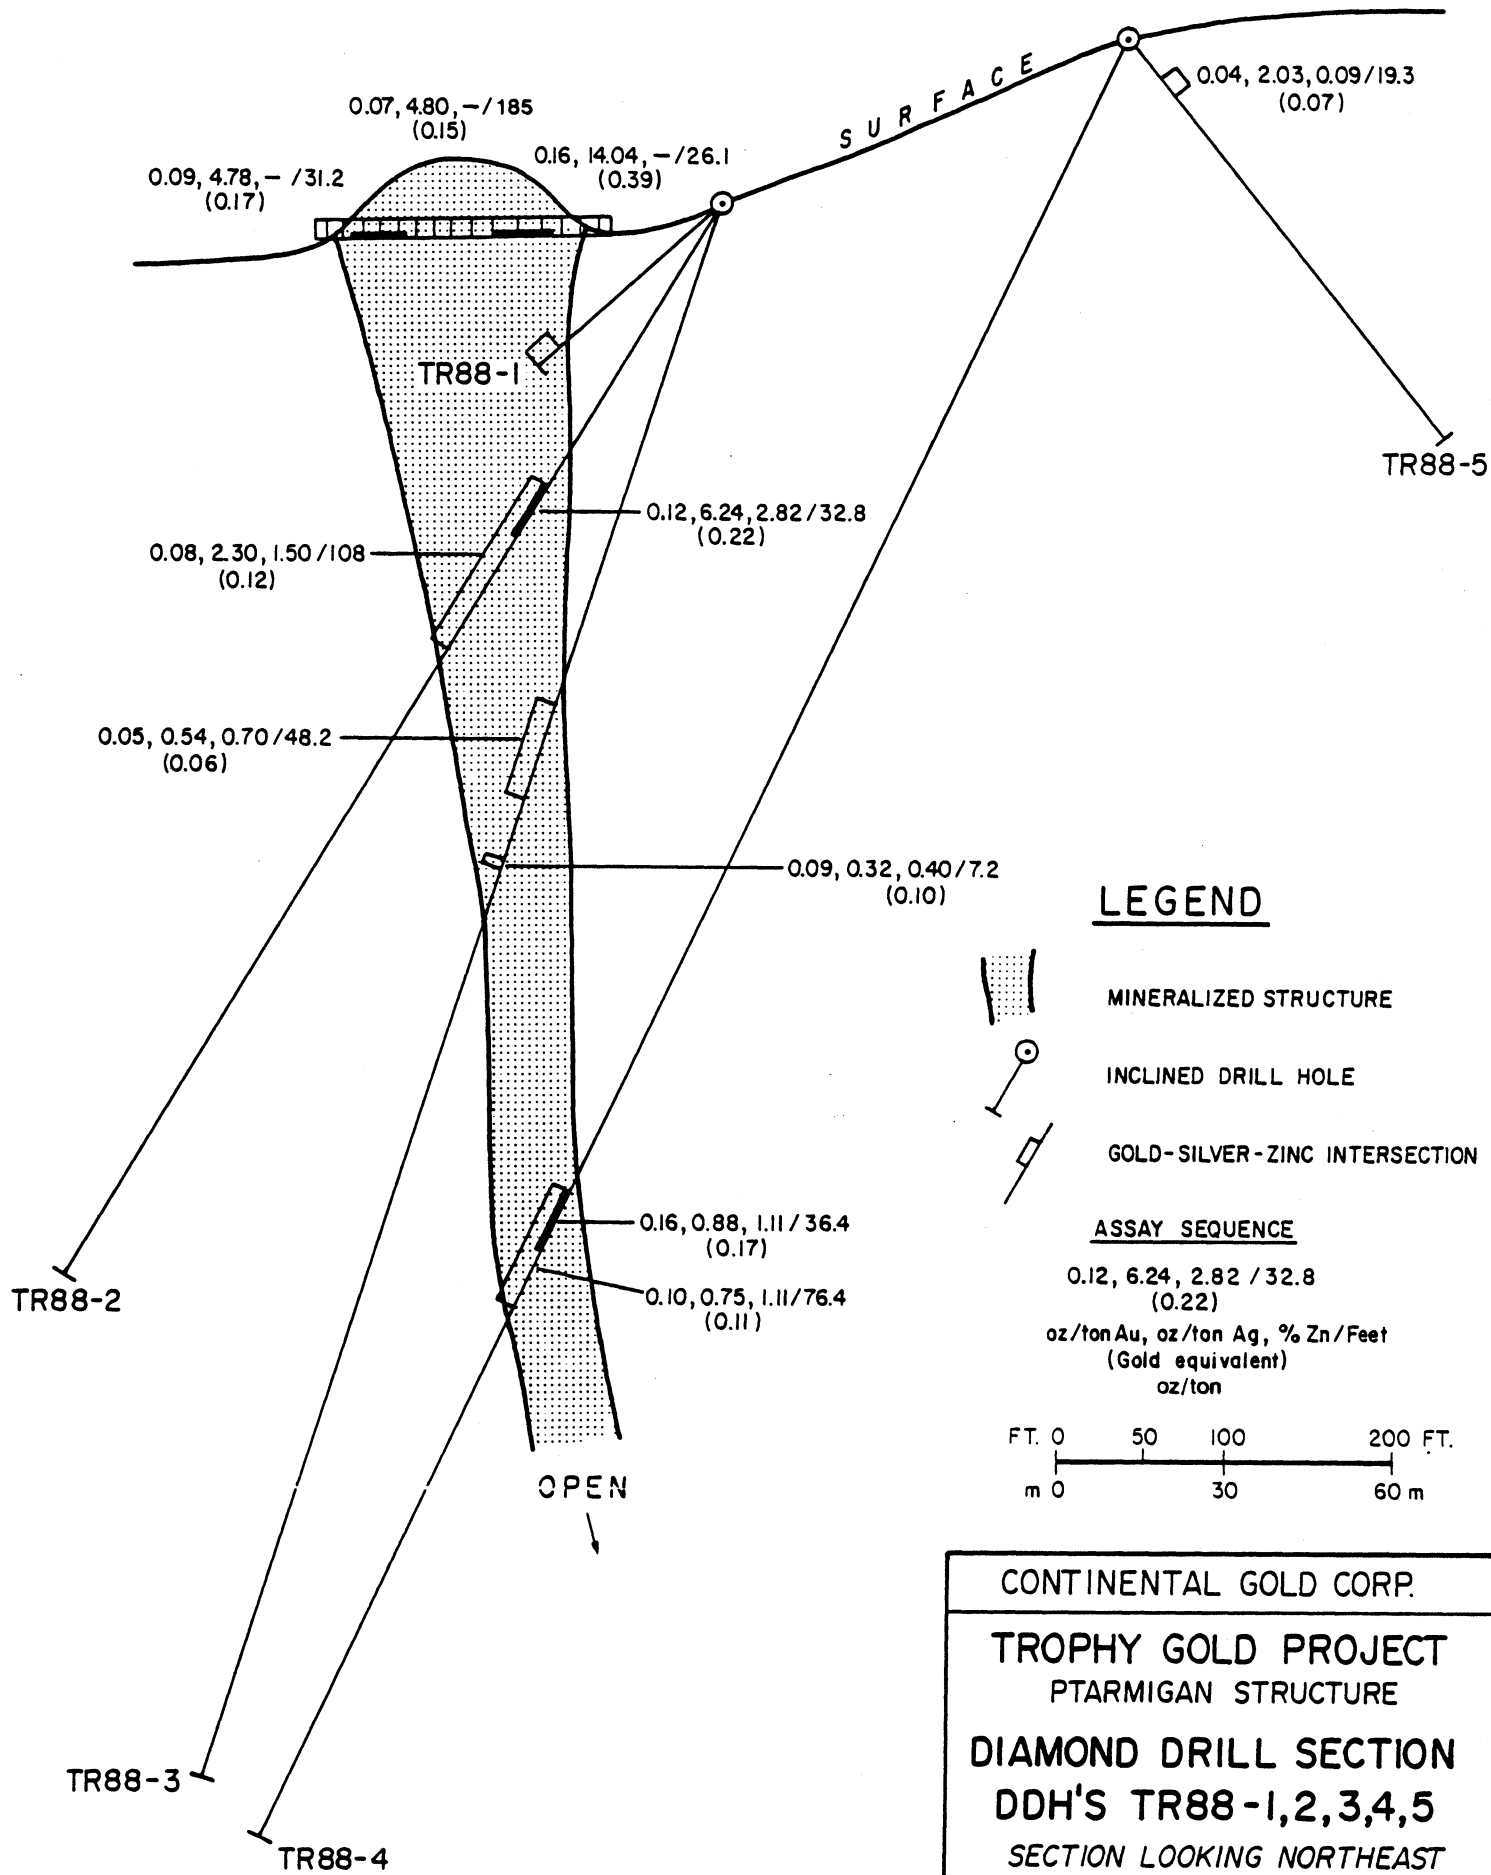 0.04, 2.03, 0.09/19.3
(0.07)
SURFACE
0.07, 4.80, –/185
(0.15)
0.16, 14.04, –/26.1
(0.39)
0.09, 4.78, – /31.2
(0.17)
TR88-1
TR88-5
0.12, 6.24, 2.82/32.8
(0.22)
0.08, 2.30, 1.50/108
(0.12)
0.05, 0.54, 0.70/48.2
(0.06)
0.09, 0.32, 0.40/7.2
(0.10)
LEGEND
MINERALIZED STRUCTURE
INCLINED DRILL HOLE
GOLD-SILVER-ZINC INTERSECTION
0.16, 0.88, 1.11/36.4
(0.17)
0.10, 0.75, 1.11/76.4
(0.11)
TR88-2
ASSAY SEQUENCE
0.12, 6.24, 2.82 / 32.8
(0.22)
oz/ton Au, oz/ton Ag, % Zn/Feet
(Gold equivalent)
oz/ton
FT. 0 50 100 200 FT.
m 0 30 60 m
OPEN
TR88-3
TR88-4
CONTINENTAL GOLD CORP.
TROPHY GOLD PROJECT
PTARMIGAN STRUCTURE
DIAMOND DRILL SECTION
DDH'S TR88-1,2,3,4,5
SECTION LOOKING NORTHEAST